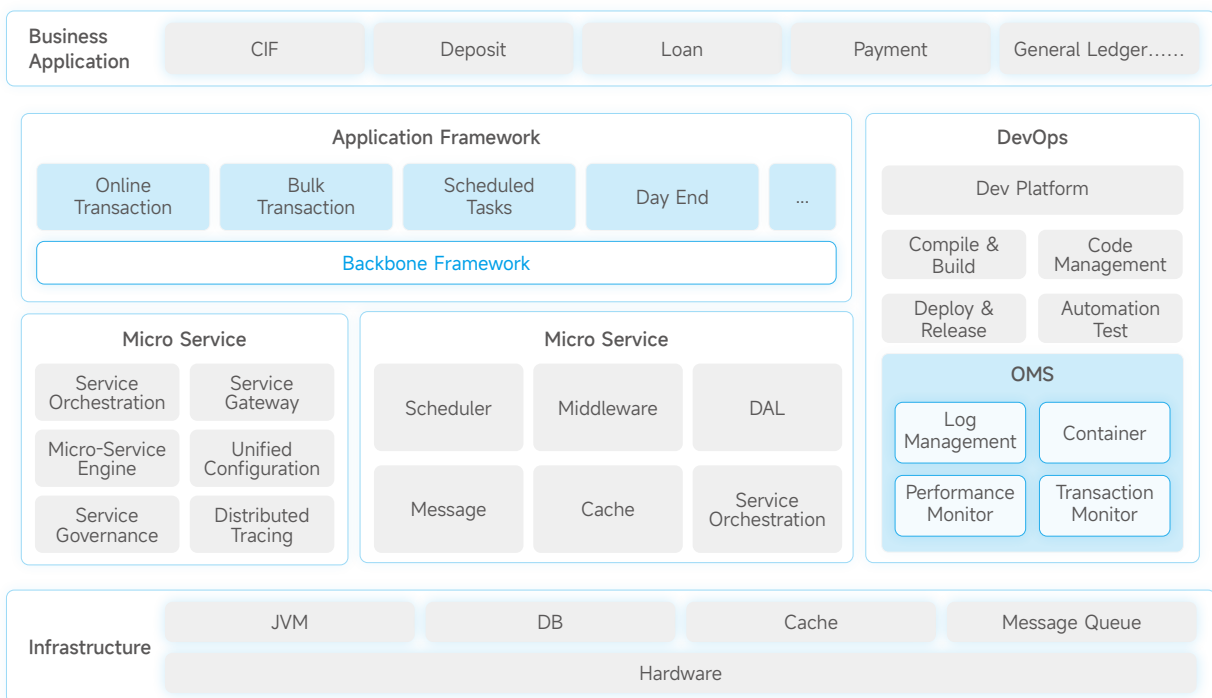 Business
Application
CIF
Deposit
Loan
Payment
General Ledger……
Application Framework
Online
Transaction
Bulk
Transaction
Scheduled
Tasks
Day End
...
Backbone Framework
Micro Service
Service
Orchestration
Service
Gateway
Micro-Service
Engine
Unified
Configuration
Service
Governance
Distributed
Tracing
Micro Service
Scheduler
Middleware
DAL
Message
Cache
Service
Orchestration
DevOps
Dev Platform
Compile &
Build
Code
Management
Deploy &
Release
Automation
Test
OMS
Log
Management
Container
Performance
Monitor
Transaction
Monitor
Infrastructure
JVM
DB
Cache
Message Queue
Hardware